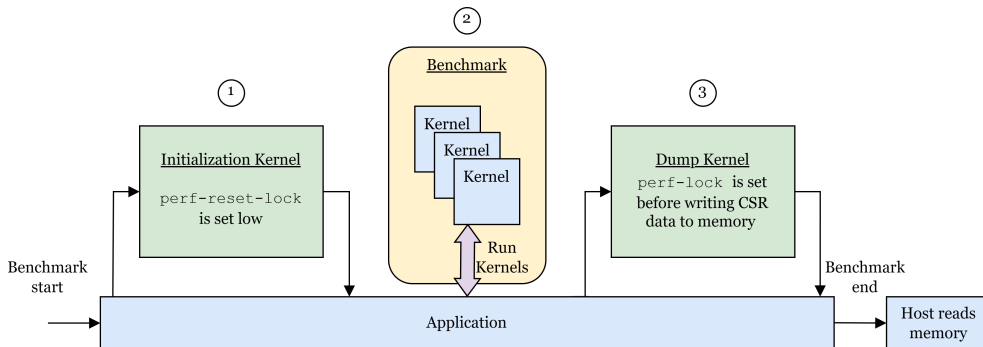 2
1
3
Benchmark
Kernel
Kernel
Kernel
Run
Kernels
Initialization Kernel
perf-reset-lock
is set low
Dump Kernel
perf-lock is set
before writing CSR
data to memory
Benchmark
start
Benchmark
end
Application
Host reads
memory